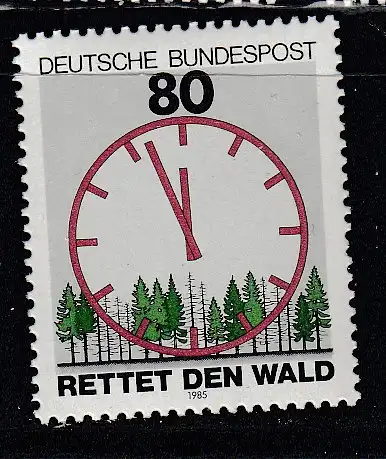 DEUTSCHE BUNDESPOST
80
RETTET DEN WALD
1985